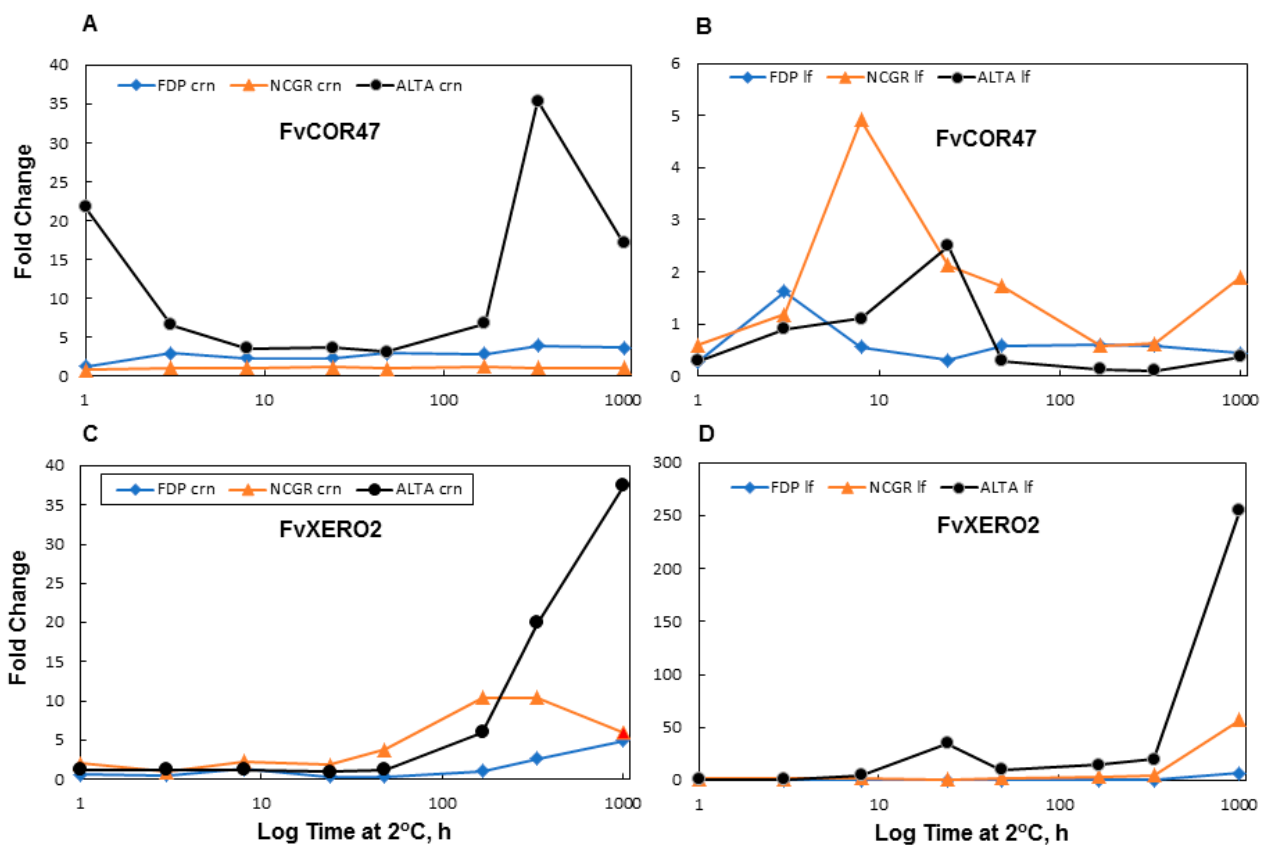 A
FDP crn NCGR crn ALTA crn
FvCOR47
Fold Change
40
35
30
25
20
15
10
5
0
1 10 100 1000
B
FDP lf NCGR lf ALTA lf
FvCOR47
6
5
4
3
2
1
0
1 10 100 1000
C
FDP crn NCGR crn ALTA crn
FvXERO2
Fold Change
40
35
30
25
20
15
10
5
0
1 10 100 1000
Log Time at 2°C, h
D
FDP lf NCGR lf ALTA lf
FvXERO2
300
250
200
150
100
50
0
1 10 100 1000
Log Time at 2°C, h